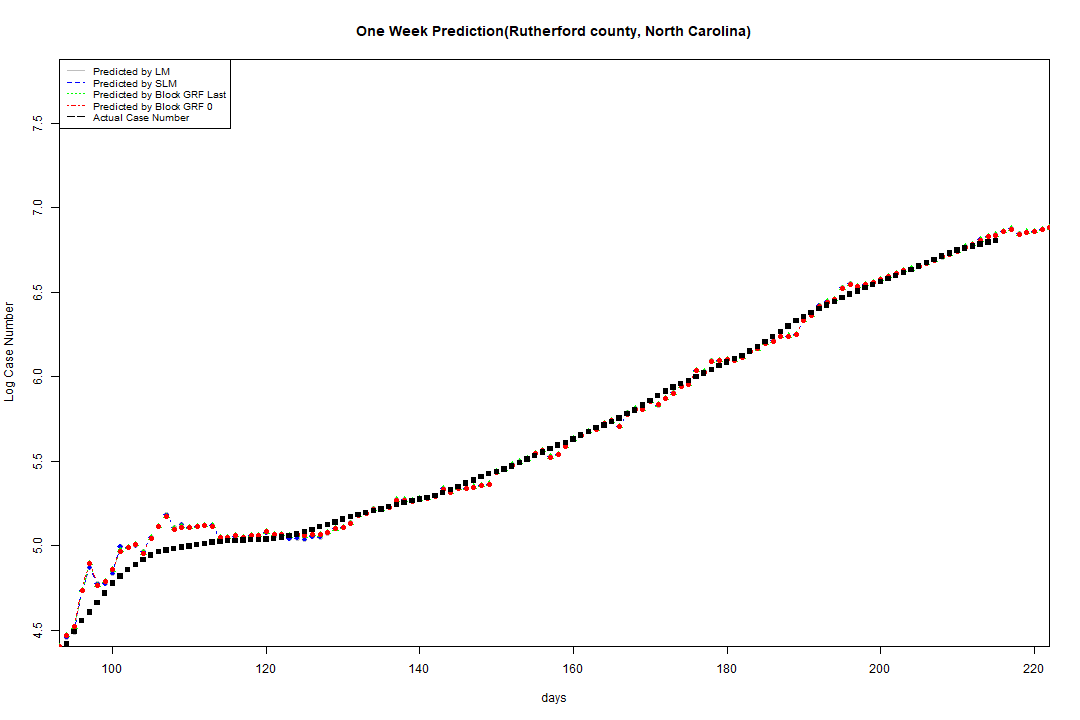 One Week Prediction(Rutherford county, North Carolina)
Predicted by LM
Predicted by SLM
Predicted by Block GRF Last
Predicted by Block GRF 0
Actual Case Number
Log Case Number
7.5
7.0
6.5
6.0
5.5
5.0
4.5
100 120 140 160 180 200 220
days